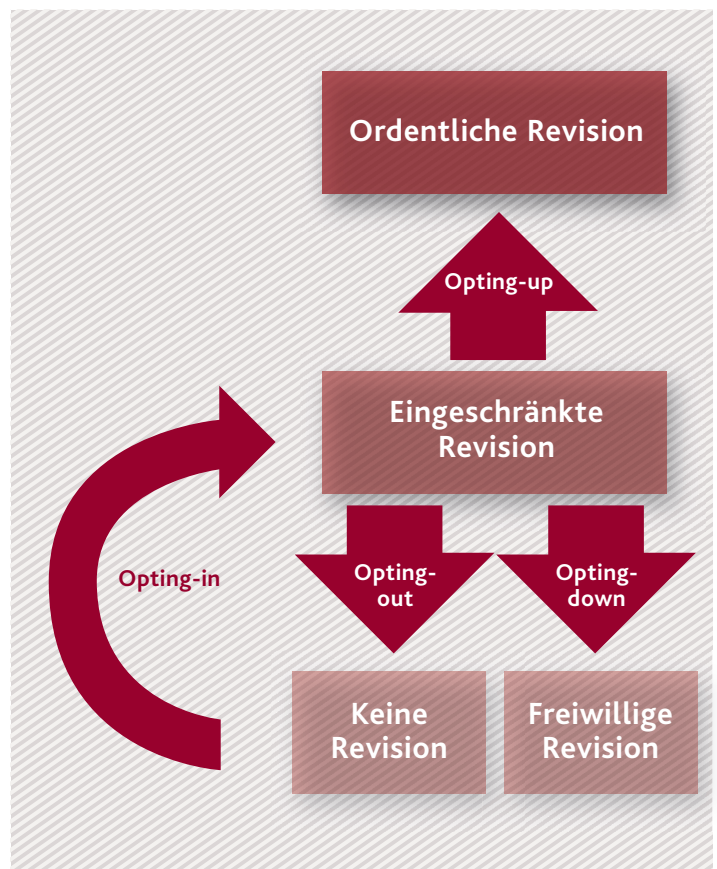 Ordentliche Revision
Opting-up
Eingeschränkte
Revision
Opting-in
Opting-
out
Opting-
down
Keine
Revision
Freiwillige
Revision